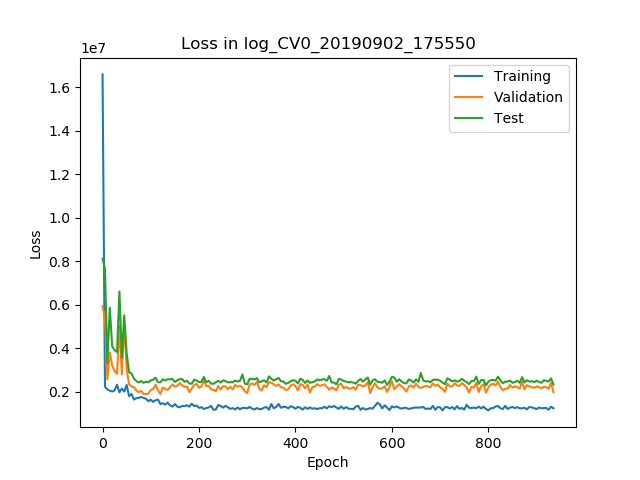 Loss in log_CV0_20190902_175550
1e7
1.6
1.4
1.2
1.0
0.8
0.6
0.4
0.2
Loss
Training
Validation
Test
0 200 400 600 800
Epoch